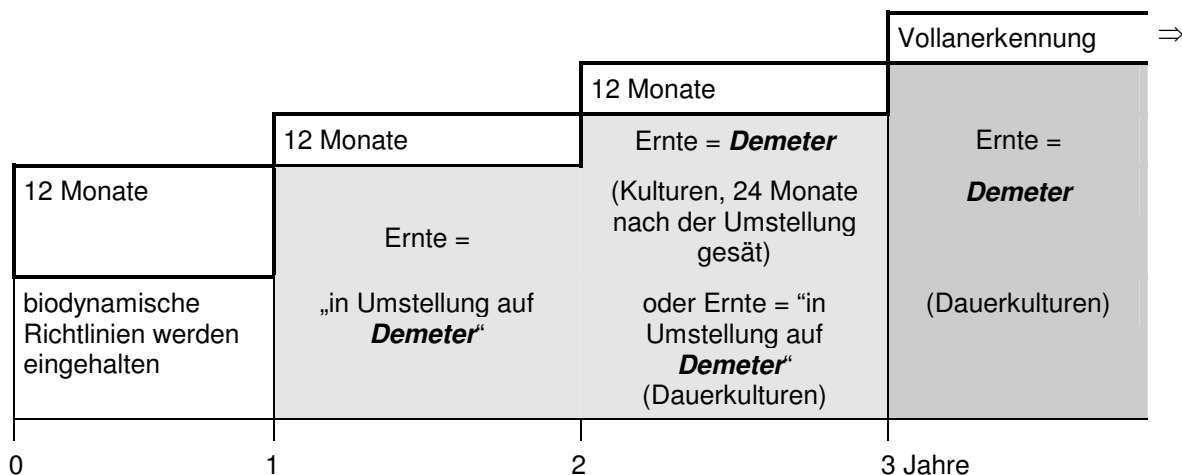 12 Monate
biodynamische
Richtlinien werden
eingehalten
12 Monate
Ernte =
„in Umstellung auf
Demeter“
12 Monate
Ernte = Demeter
(Kulturen, 24 Monate
nach der Umstellung
gesät)
oder Ernte = “in
Umstellung auf
Demeter“
(Dauerkulturen)
Vollanerkennung ⇒
Ernte =
Demeter
(Dauerkulturen)
0 1 2 3 Jahre